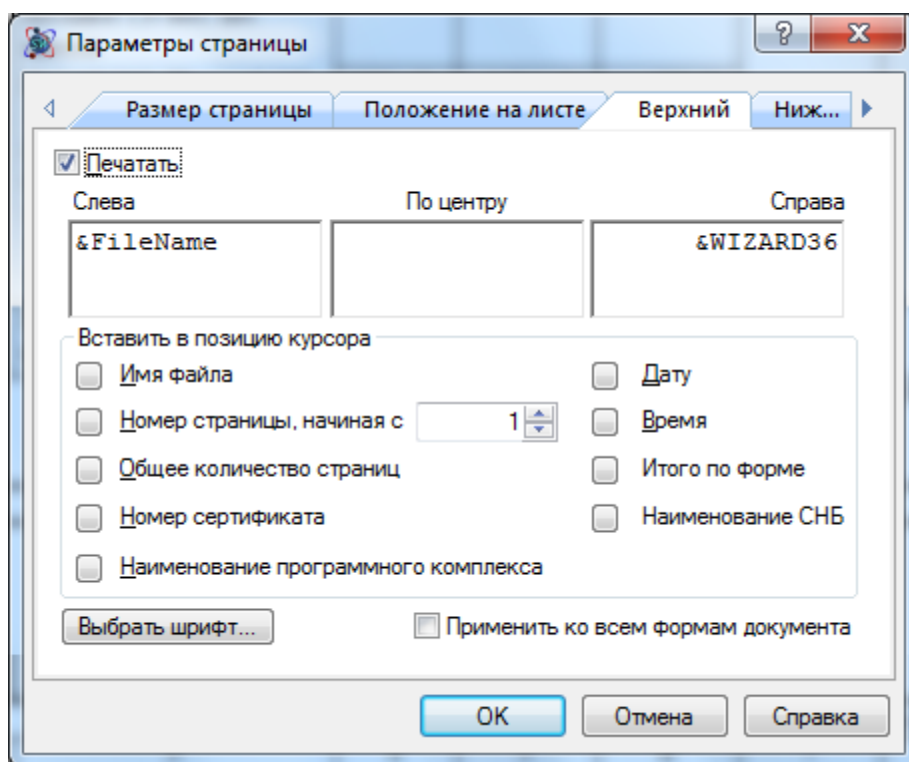 Параметры страницы
Размер страницы Положение на листе Верхний Ниж...
Печатать
Слева По центру Справа
&FileName &WIZARD36
Вставить в позицию курсора
Имя файла Дату
Номер страницы, начиная с 1 Время
Общее количество страниц Итого по форме
Номер сертификата Наименование СНБ
Наименование программного комплекса
Выбрать шрифт... Применить ко всем формам документа
OK Отмена Справка